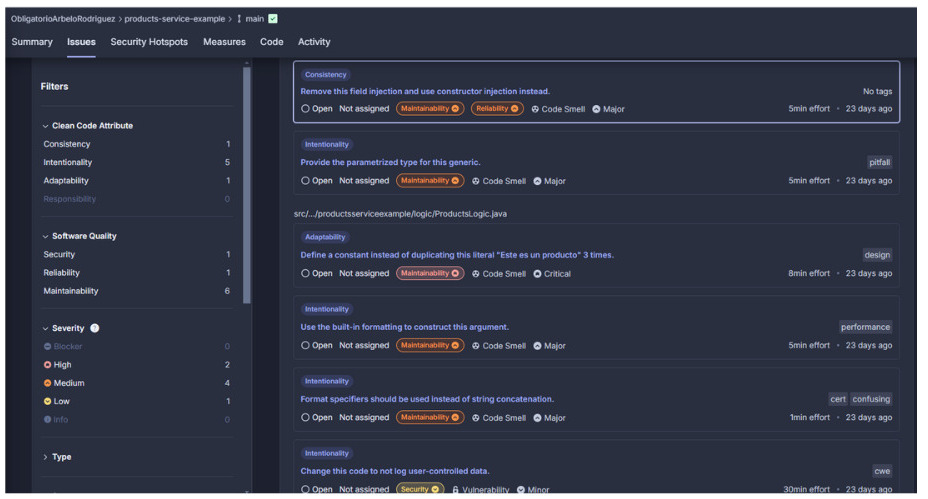 ObligatorioArbeloRodriguez > products-service-example > main
Summary Issues Security Hotspots Measures Code Activity
Filters
Clean Code Attribute
Consistency 1
Intentionality 5
Adaptability 1
Responsibility 0
Software Quality
Security 1
Reliability 1
Maintainability 6
Severity ?
Blocker 0
High 2
Medium 4
Low 1
Info 0
Type
Consistency
Remove this field injection and use constructor injection instead. No tags
Open Not assigned Maintainability Reliability Code Smell Major 5min effort • 23 days ago
Intentionality
Provide the parametrized type for this generic. pitfall
Open Not assigned Maintainability Code Smell Major 5min effort • 23 days ago
src/.../productsserviceexample/logic/ProductsLogic.java
Adaptability
Define a constant instead of duplicating this literal "Este es un producto" 3 times. design
Open Not assigned Maintainability Code Smell Critical 8min effort • 23 days ago
Intentionality
Use the built-in formatting to construct this argument. performance
Open Not assigned Maintainability Code Smell Major 5min effort • 23 days ago
Intentionality
Format specifiers should be used instead of string concatenation. cert confusing
Open Not assigned Maintainability Code Smell Major 1min effort • 23 days ago
Intentionality
Change this code to not log user-controlled data. cwe
Open Not assigned Security Vulnerability Minor 30min effort • 23 days ago